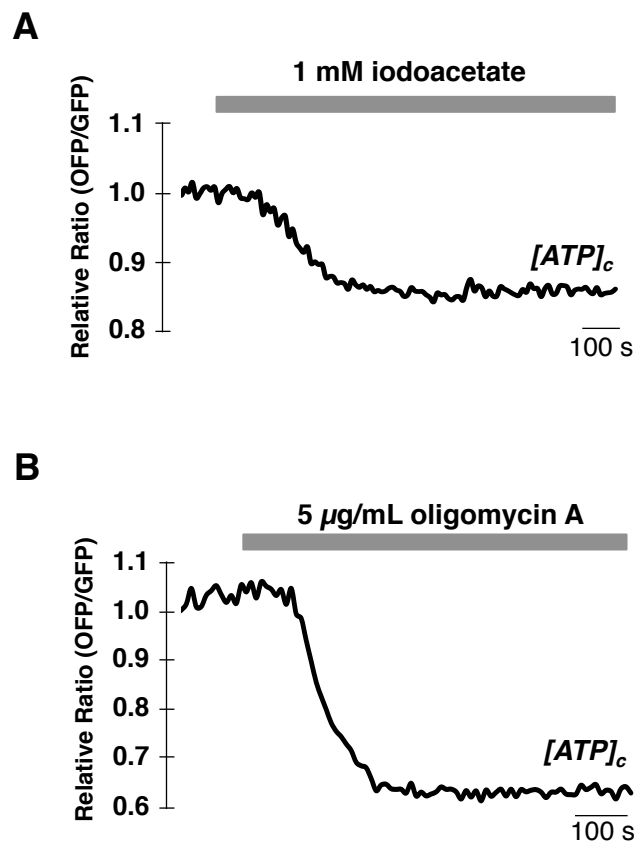 A
1 mM iodoacetate
Relative Ratio (OFP/GFP)
1.1
1.0
0.9
0.8
[ATP]c
100 s
B
5 µg/mL oligomycin A
Relative Ratio (OFP/GFP)
1.1
1.0
0.9
0.8
0.7
0.6
[ATP]c
100 s